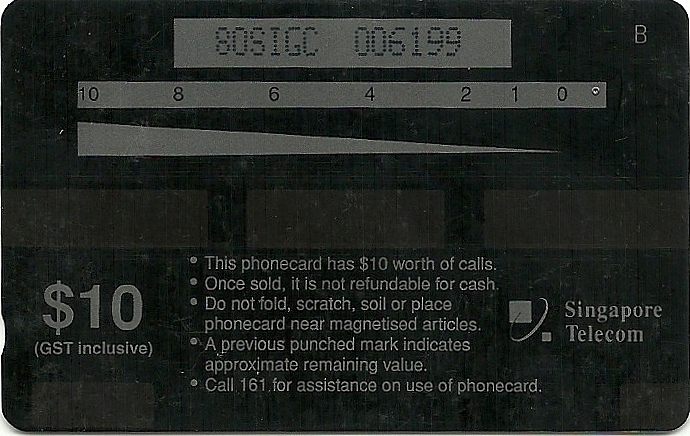 80SIGC 006199
B
10 8 6 4 2 1 0
• This phonecard has $10 worth of calls.
• Once sold, it is not refundable for cash.
• Do not fold, scratch, soil or place
phonecard near magnetised articles.
• A previous punched mark indicates
approximate remaining value.
• Call 161 for assistance on use of phonecard.
$10
(GST inclusive)
Singapore
Telecom